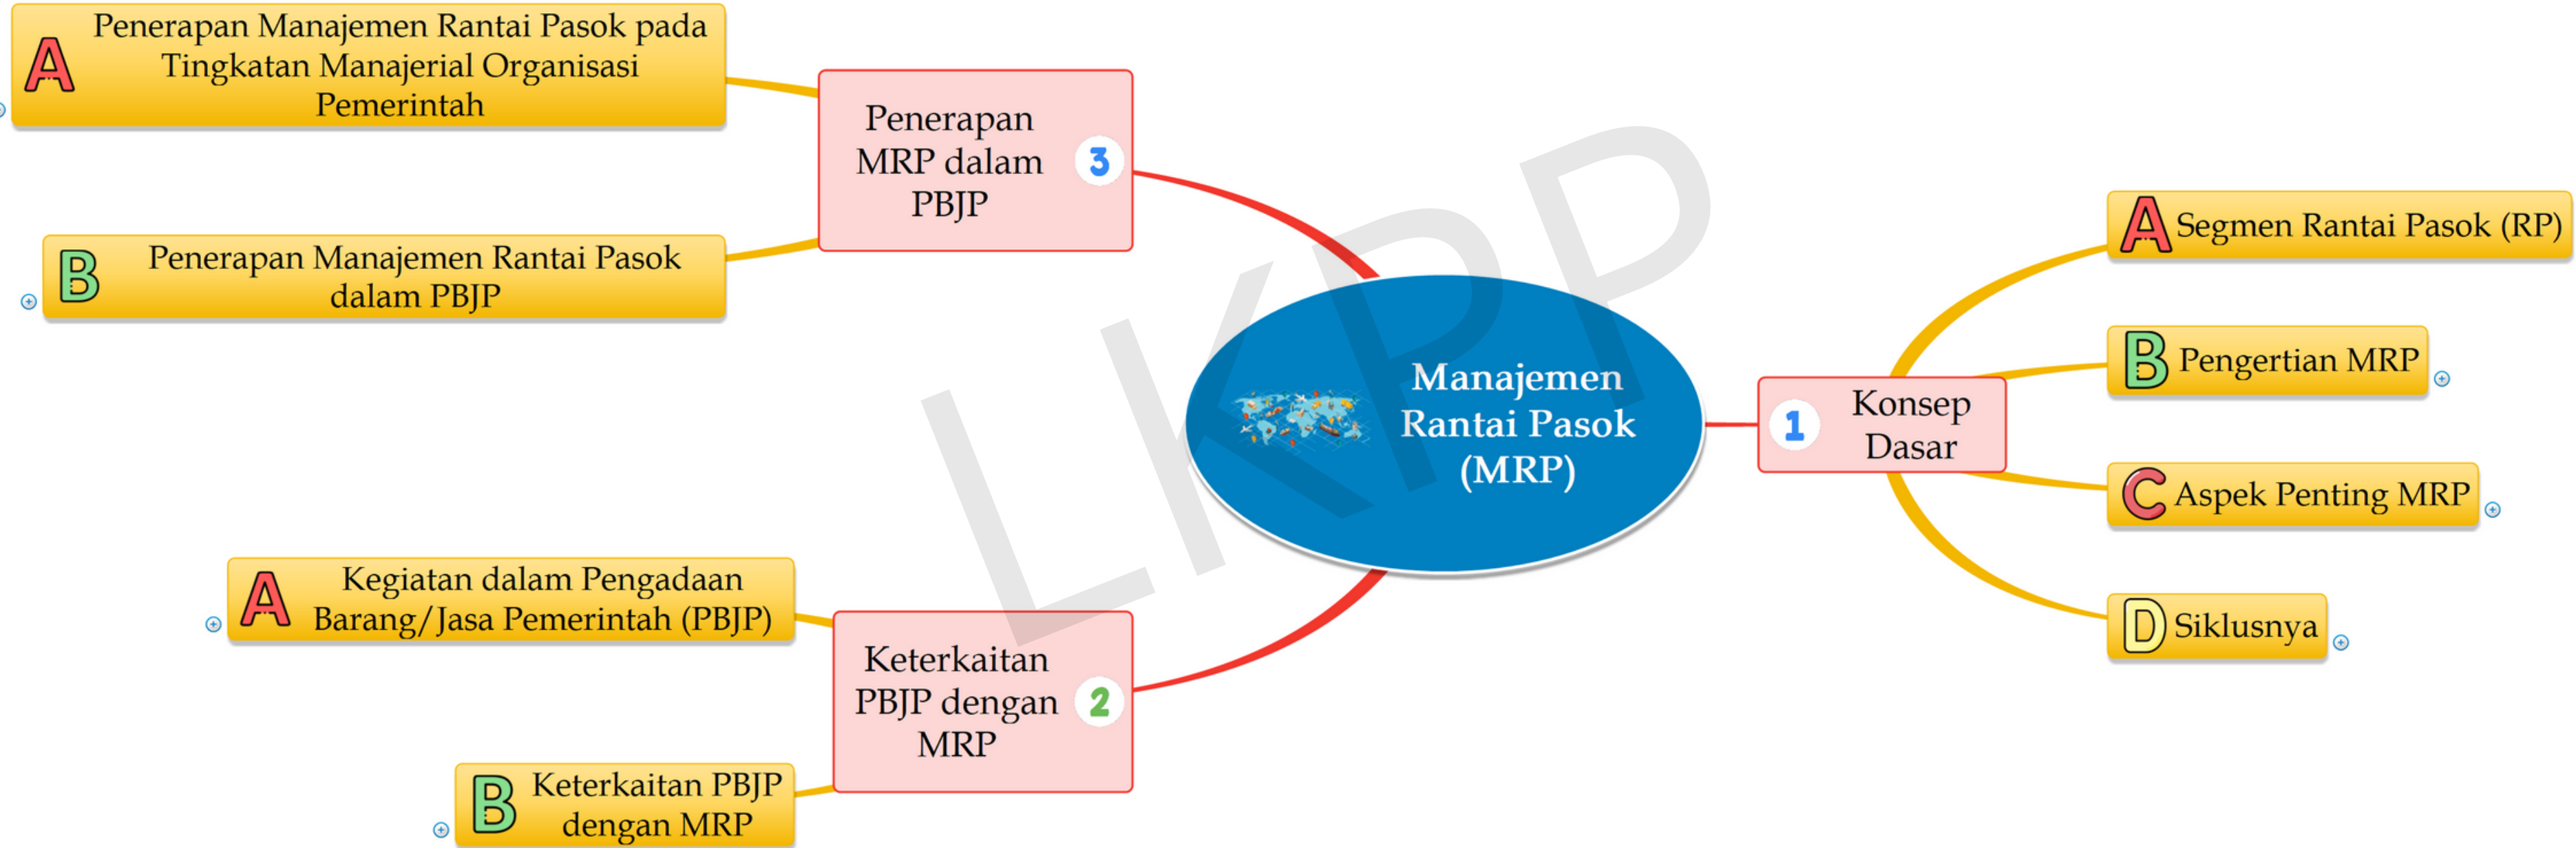 Manajemen
Rantai Pasok
(MRP)
1
Konsep
Dasar
A
Segmen Rantai Pasok (RP)
B
Pengertian MRP
C
Aspek Penting MRP
D
Siklusnya
2
Keterkaitan
PBJP dengan
MRP
A
Kegiatan dalam Pengadaan
Barang/Jasa Pemerintah (PBJP)
B
Keterkaitan PBJP
dengan MRP
3
Penerapan
MRP dalam
PBJP
A
Penerapan Manajemen Rantai Pasok pada
Tingkatan Manajerial Organisasi
Pemerintah
B
Penerapan Manajemen Rantai Pasok
dalam PBJP
LKPP